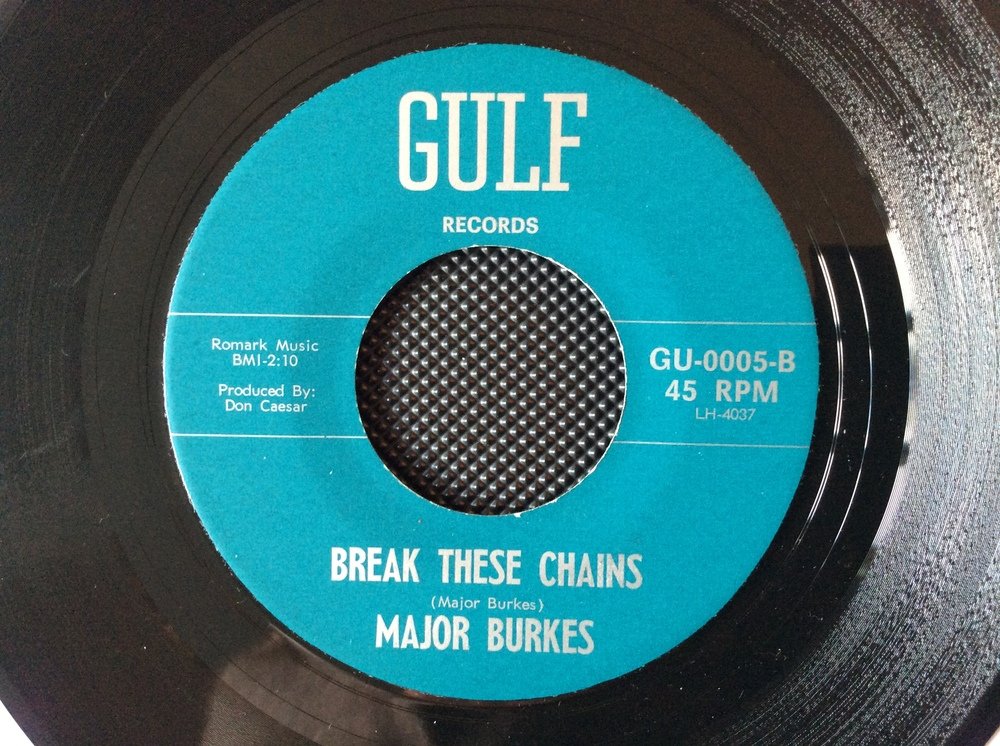 GULF
RECORDS
Romark Music
BMI-2:10
Produced By:
Don Caesar
GU-0005-B
45 RPM
LH-4037
BREAK THESE CHAINS
(Major Burkes)
MAJOR BURKES